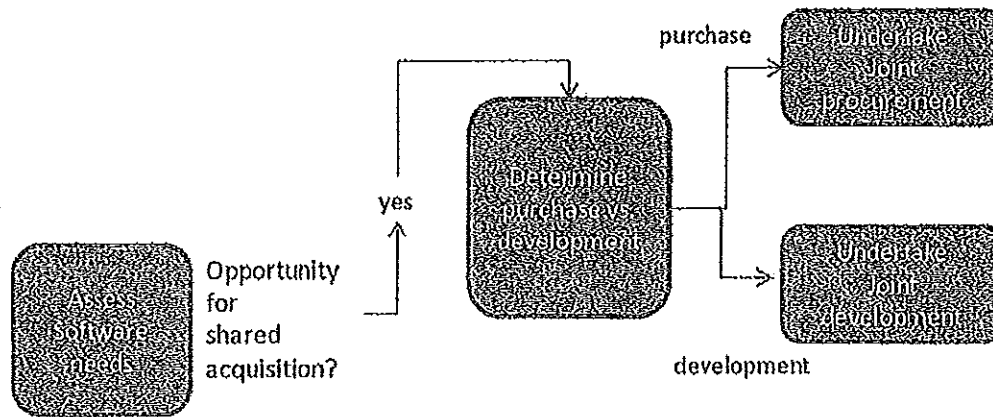 Assess
software
needs
Opportunity
for
shared
acquisition?
yes
Determine
purchase vs.
development
purchase
Undertake
Joint
procurement
development
Undertake
Joint
development